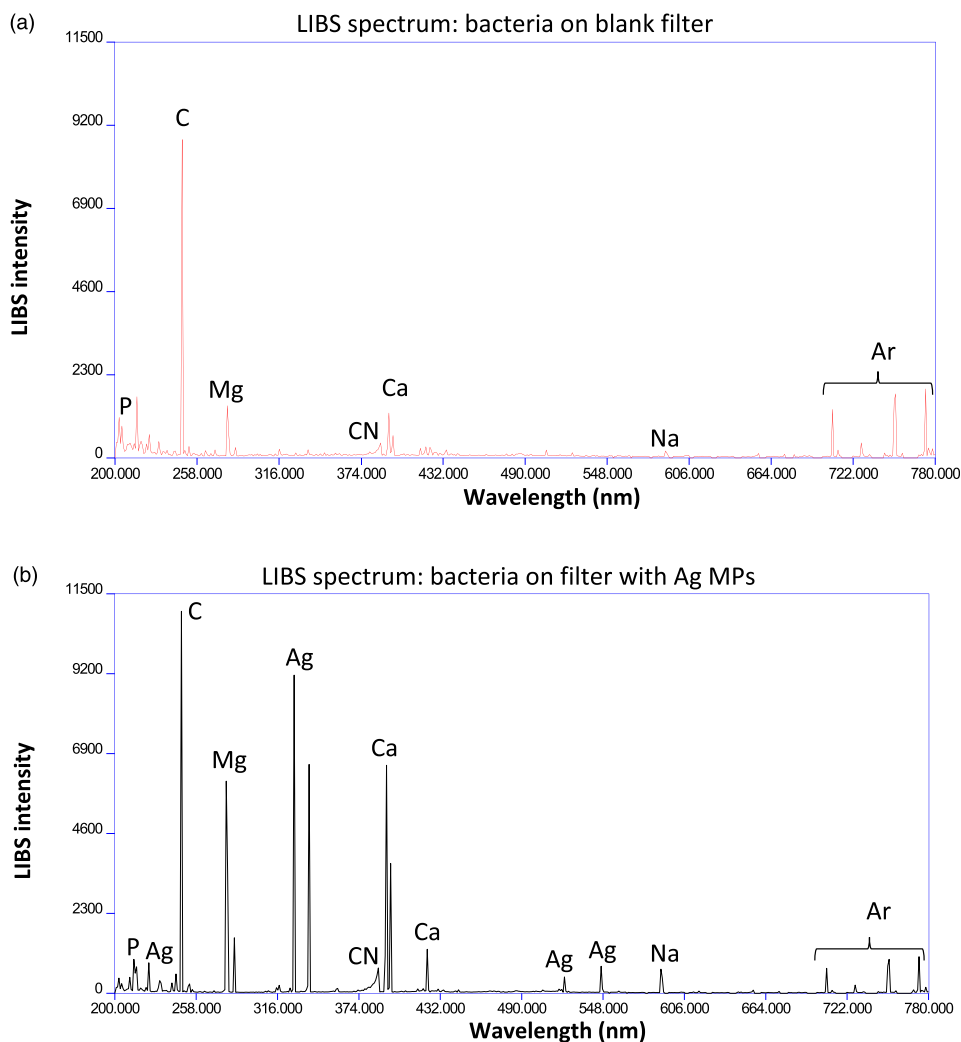 (a)
LIBS spectrum: bacteria on blank filter
11500
9200
6900
4600
2300
0
LIBS intensity
C
P
Mg
CN
Ca
Na
Ar
200.000 258.000 316.000 374.000 432.000 490.000 548.000 606.000 664.000 722.000 780.000
Wavelength (nm)
(b)
LIBS spectrum: bacteria on filter with Ag MPs
11500
9200
6900
4600
2300
0
LIBS intensity
C
Ag
Mg
Ca
P
Ag
CN
Ca
Ag
Ag
Na
Ar
200.000 258.000 316.000 374.000 432.000 490.000 548.000 606.000 664.000 722.000 780.000
Wavelength (nm)